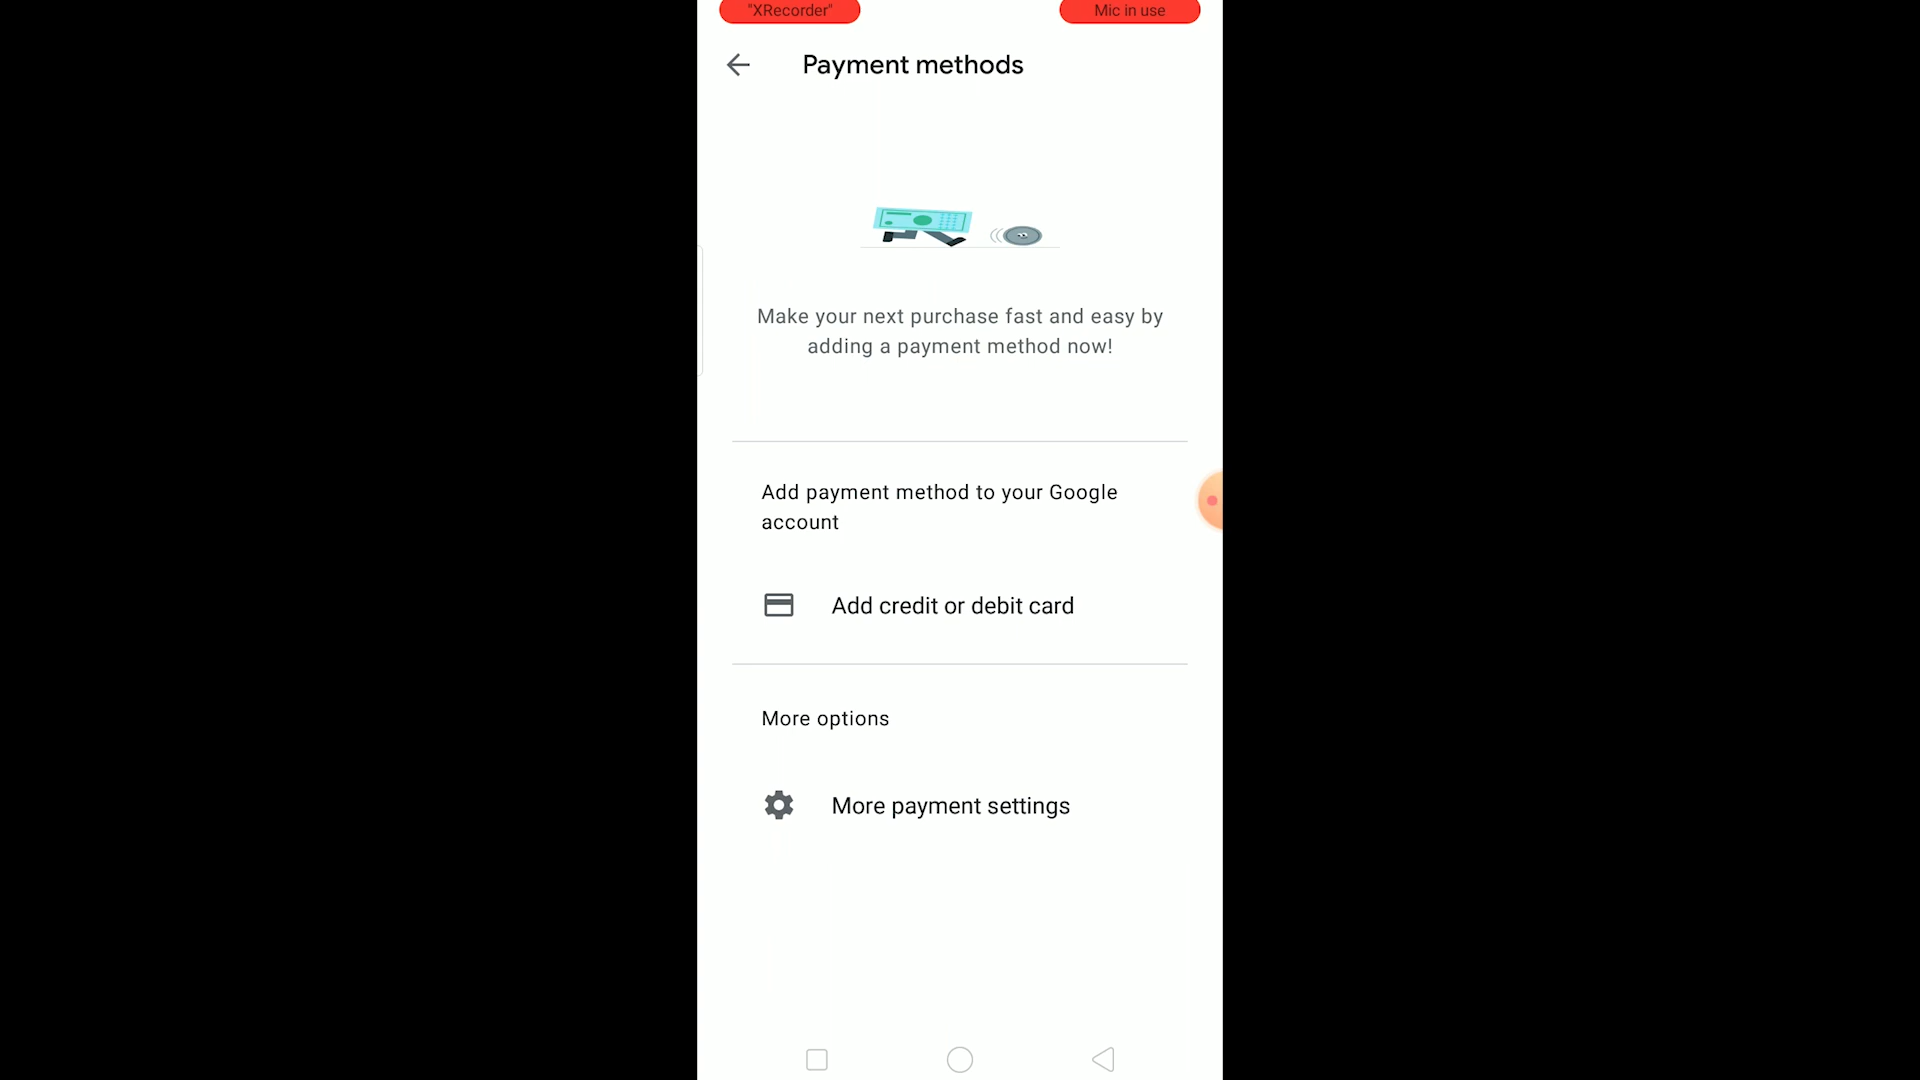 "XRecorder"
Mic in use
Payment methods
Make your next purchase fast and easy by
adding a payment method now!
Add payment method to your Google
account
Add credit or debit card
More options
More payment settings